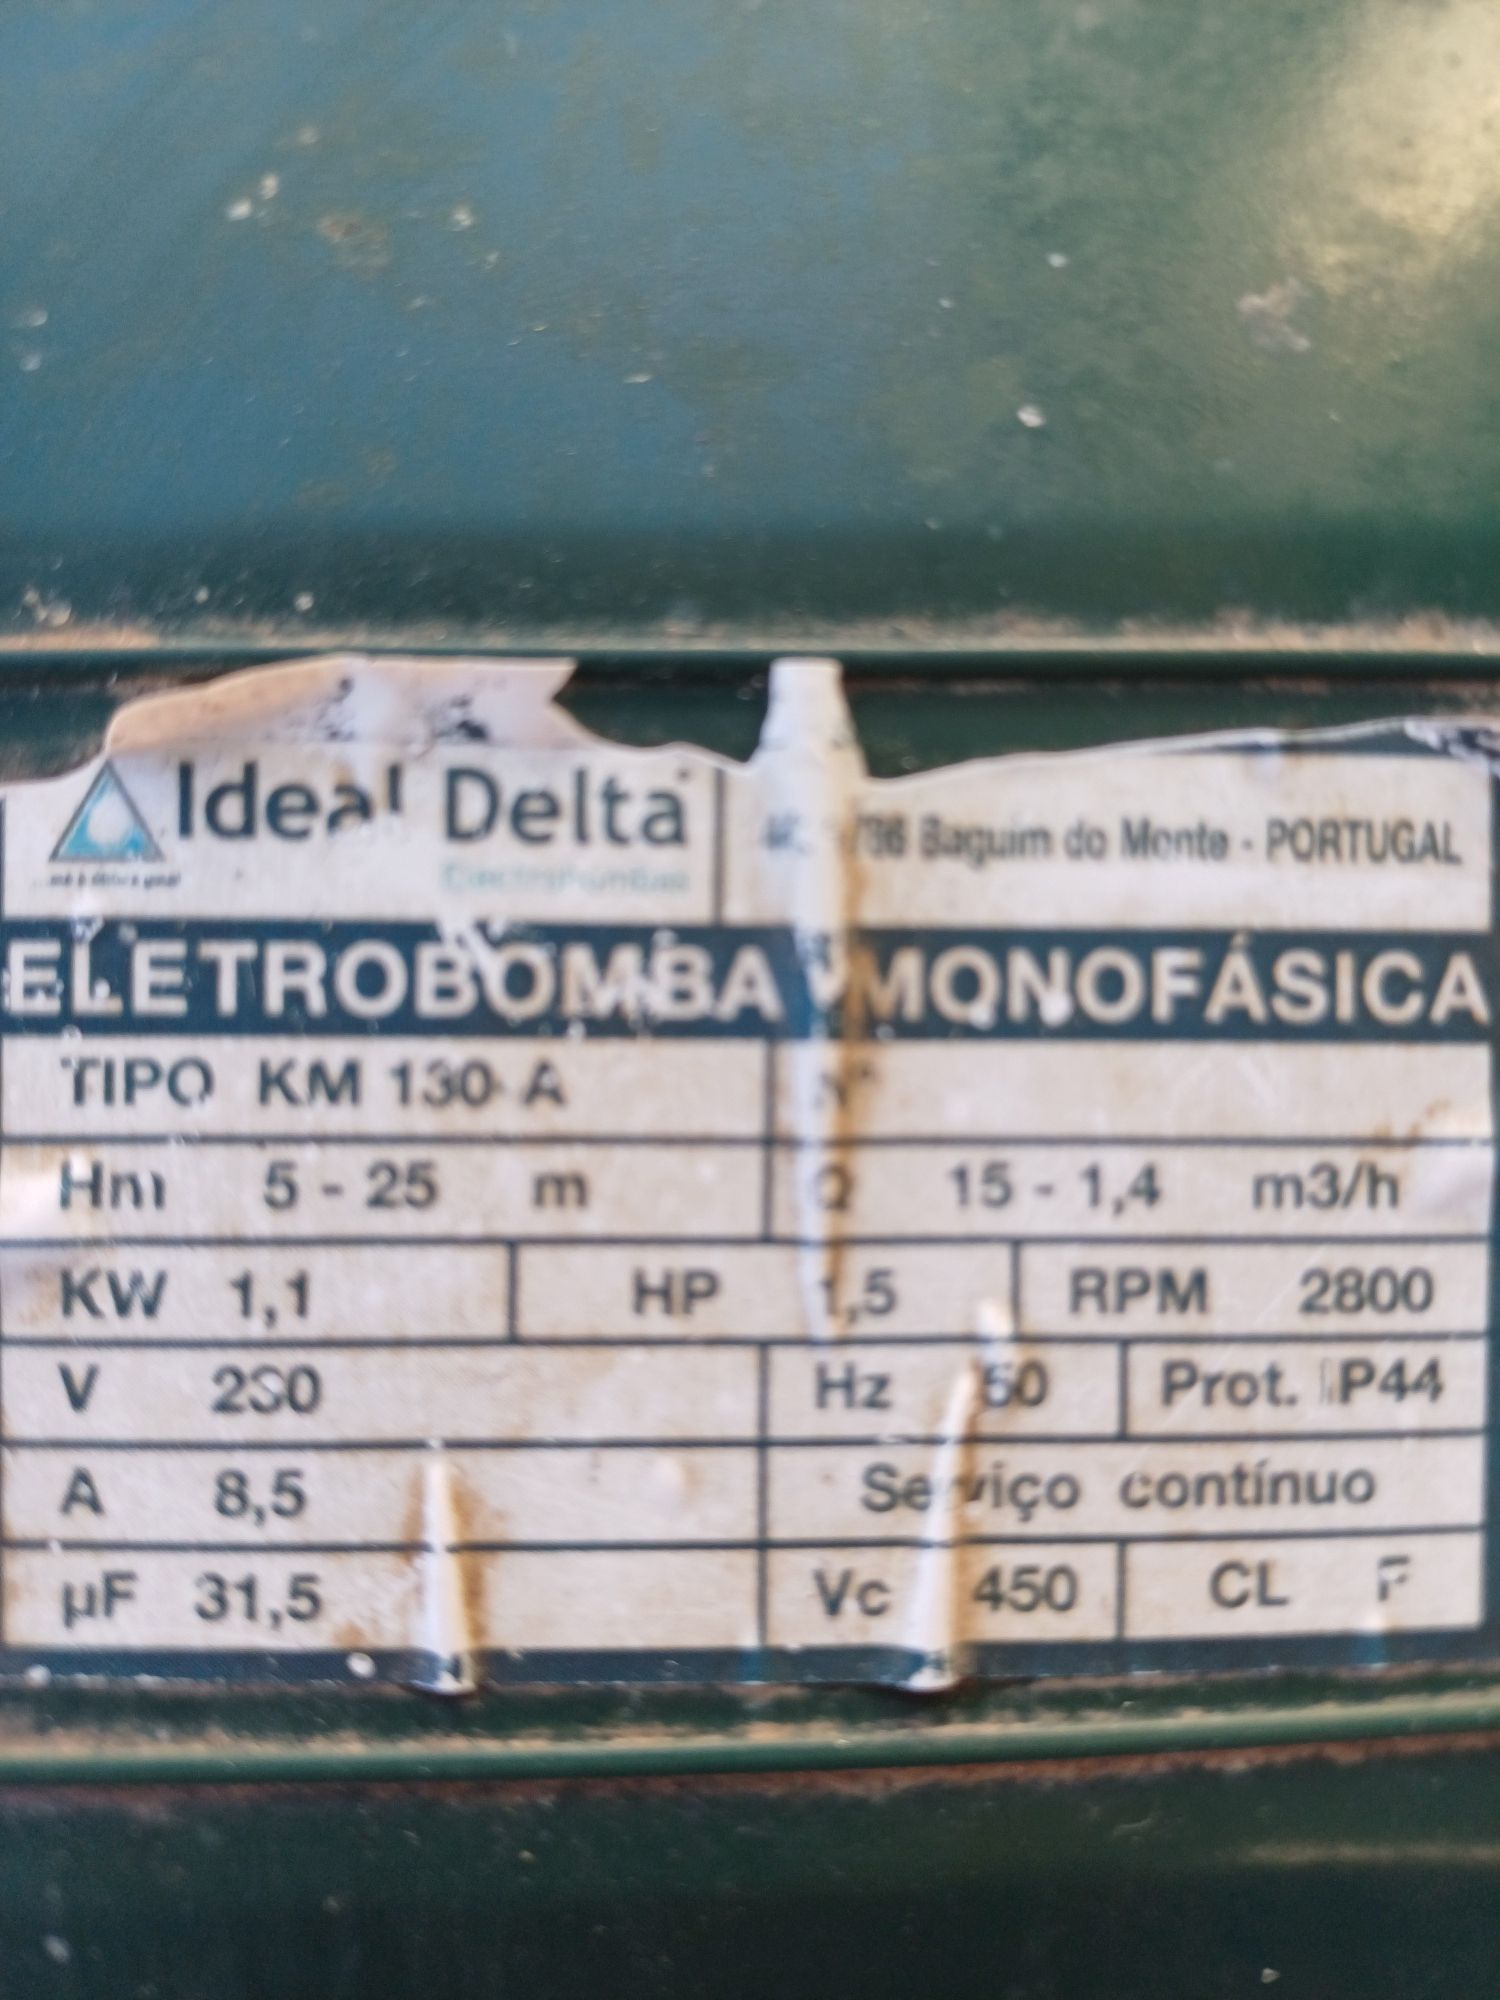 Ideal Delta
Electrobombas
Baguim do Monte - PORTUGAL
ELETROBOMBA MONOFÁSICA
TIPO KM 130 A Nº
Hm 5 - 25 m Q 15 - 1,4 m3/h
KW 1,1 HP 1,5 RPM 2800
V 230 Hz 50 Prot. IP44
A 8,5 Serviço contínuo
µF 31,5 Vc 450 CL F